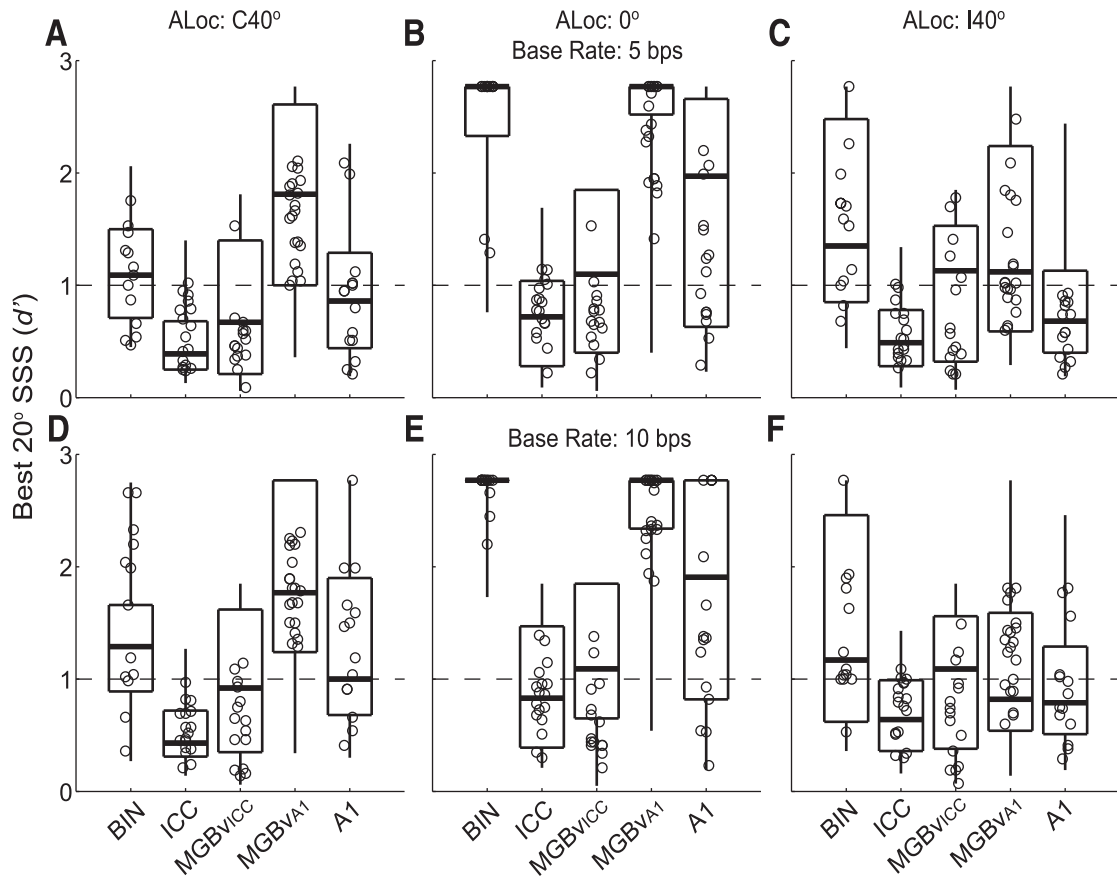 A
ALoc: C40°
B
ALoc: 0°
C
ALoc: I40°
Base Rate: 5 bps
3
2
1
0
Best 20° SSS (d')
D
E
Base Rate: 10 bps
F
3
2
1
0
BIN
ICC
MGBvICC
MGBvA1
A1
BIN
ICC
MGBvICC
MGBvA1
A1
BIN
ICC
MGBvICC
MGBvA1
A1